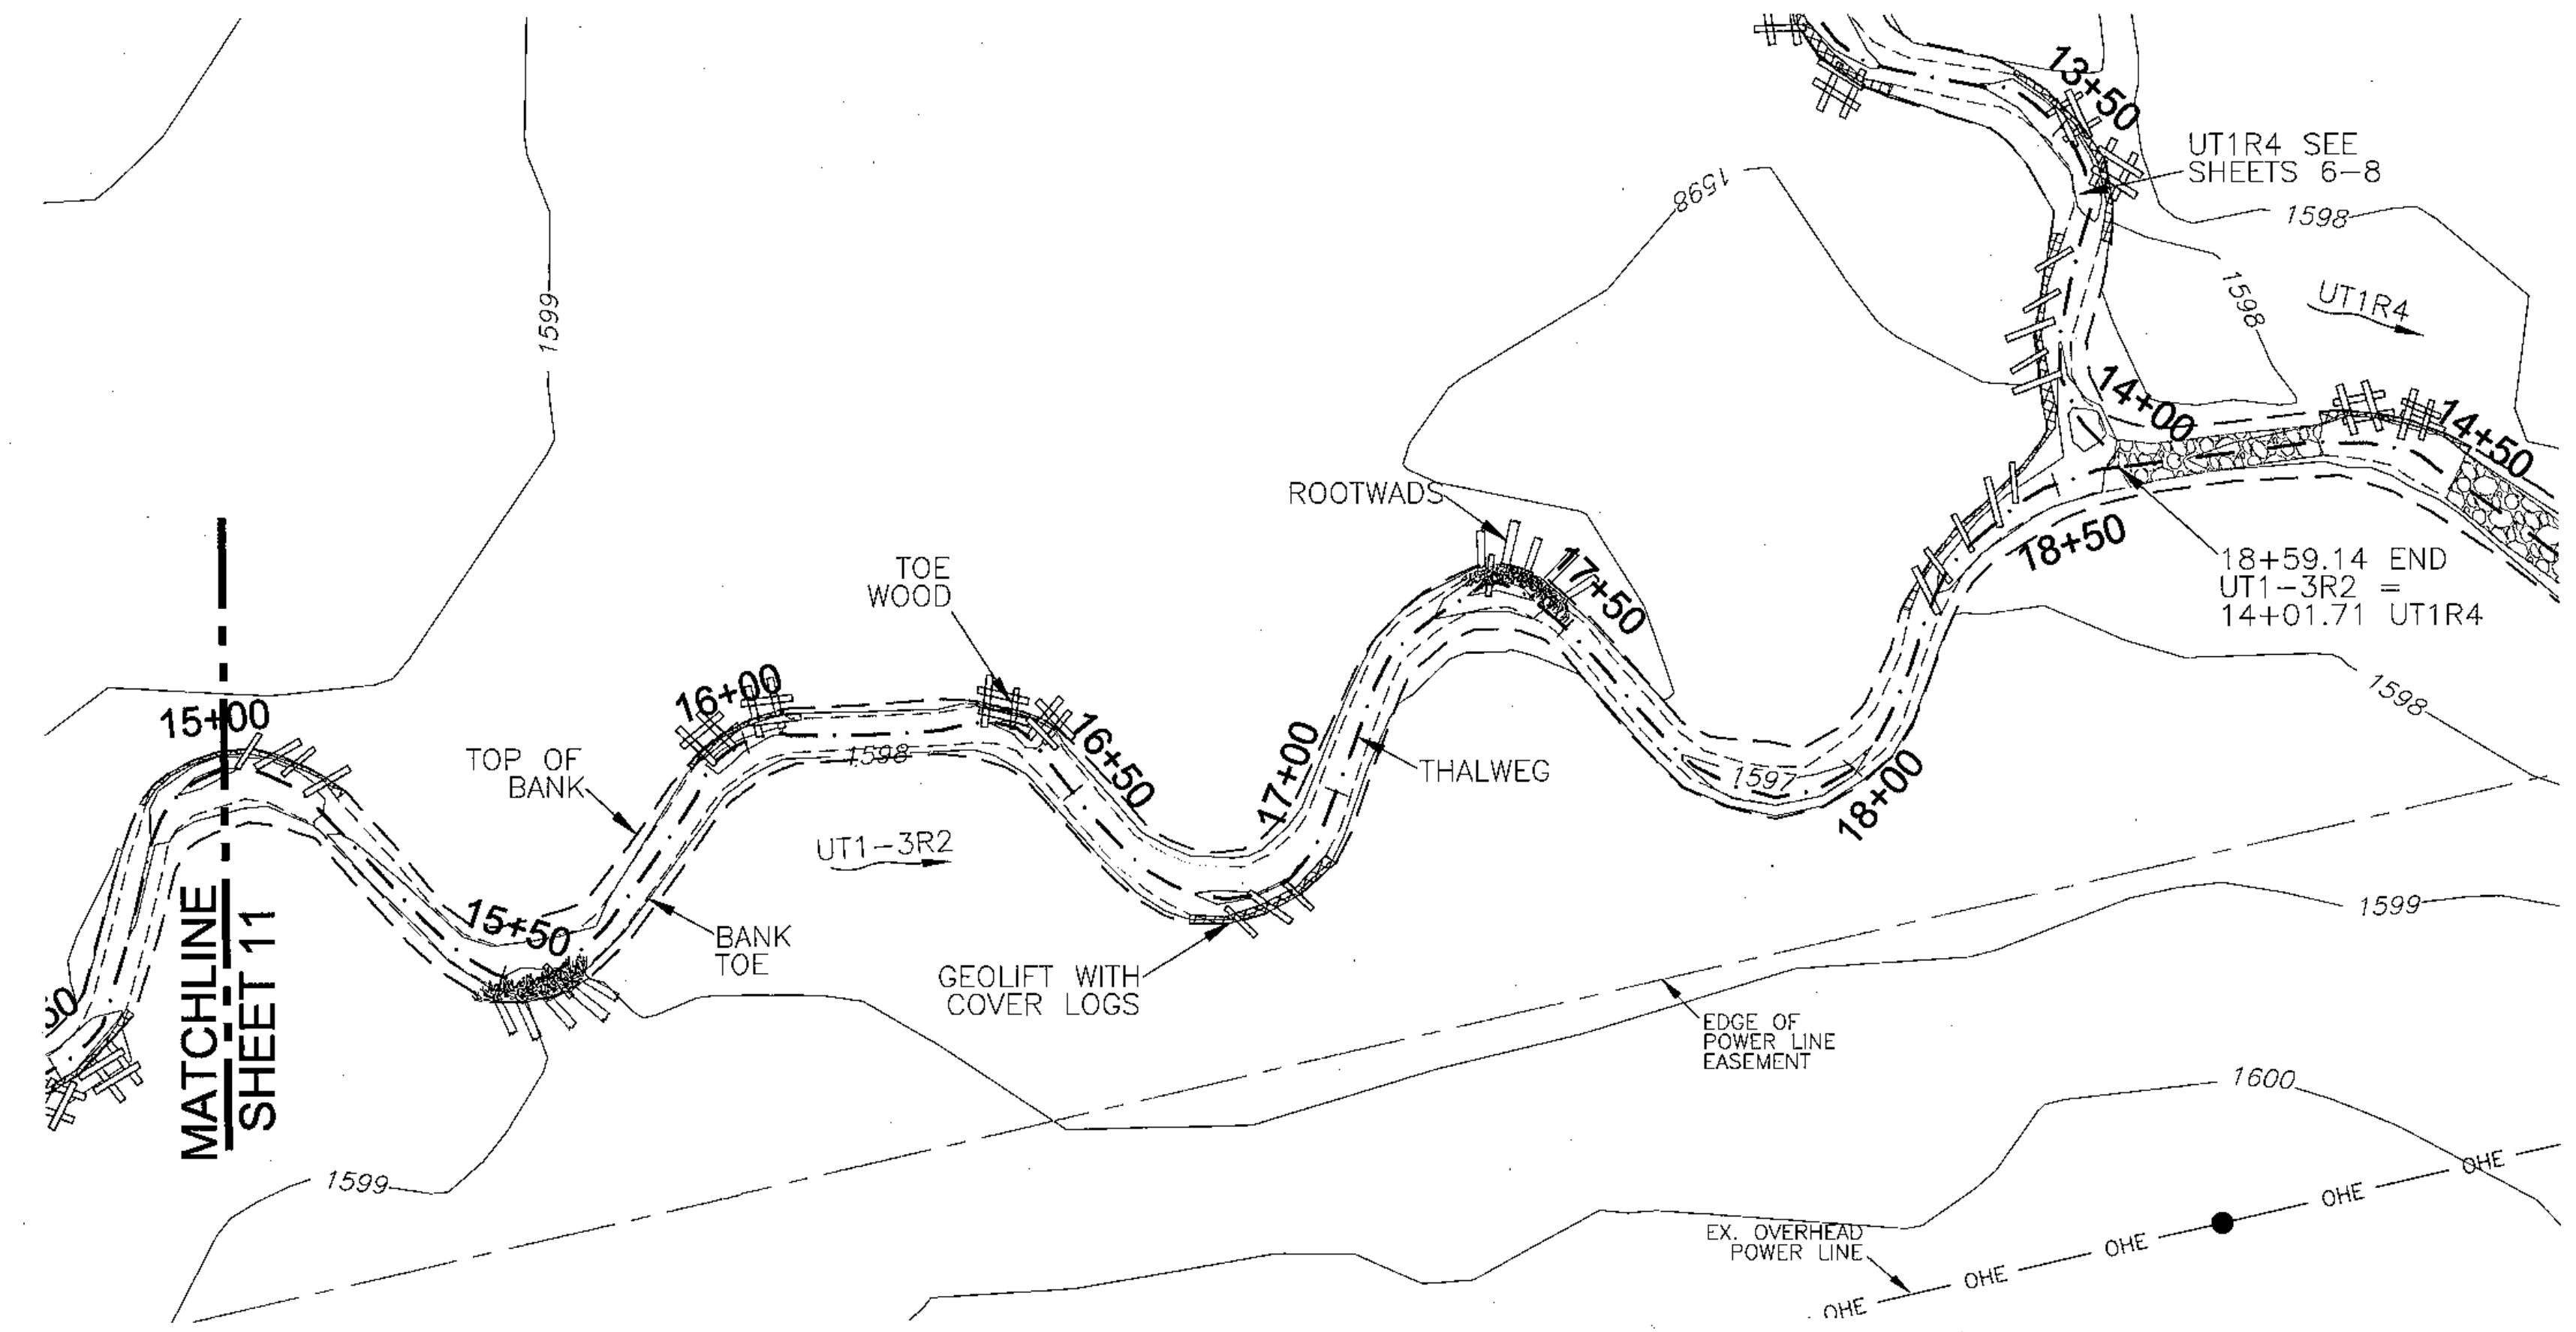 13+50
UT1R4 SEE
SHEETS 6-8
1598
1598
1598
UT1R4
1599
14+00
14+50
ROOTWADS
18+50
18+59.14 END
UT1-3R2 =
14+01.71 UT1R4
TOE
WOOD
17+50
15+00
16+00
16+50
1598
TOP OF
BANK
1598
17+00
THALWEG
1597
18+00
UT1-3R2
15+50
BANK
TOE
GEOLIFT WITH
COVER LOGS
1599
MATCHLINE
SHEET 11
50
EDGE OF
POWER LINE
EASEMENT
1600
1599
OHE
OHE
EX. OVERHEAD
POWER LINE
OHE
OHE
OHE